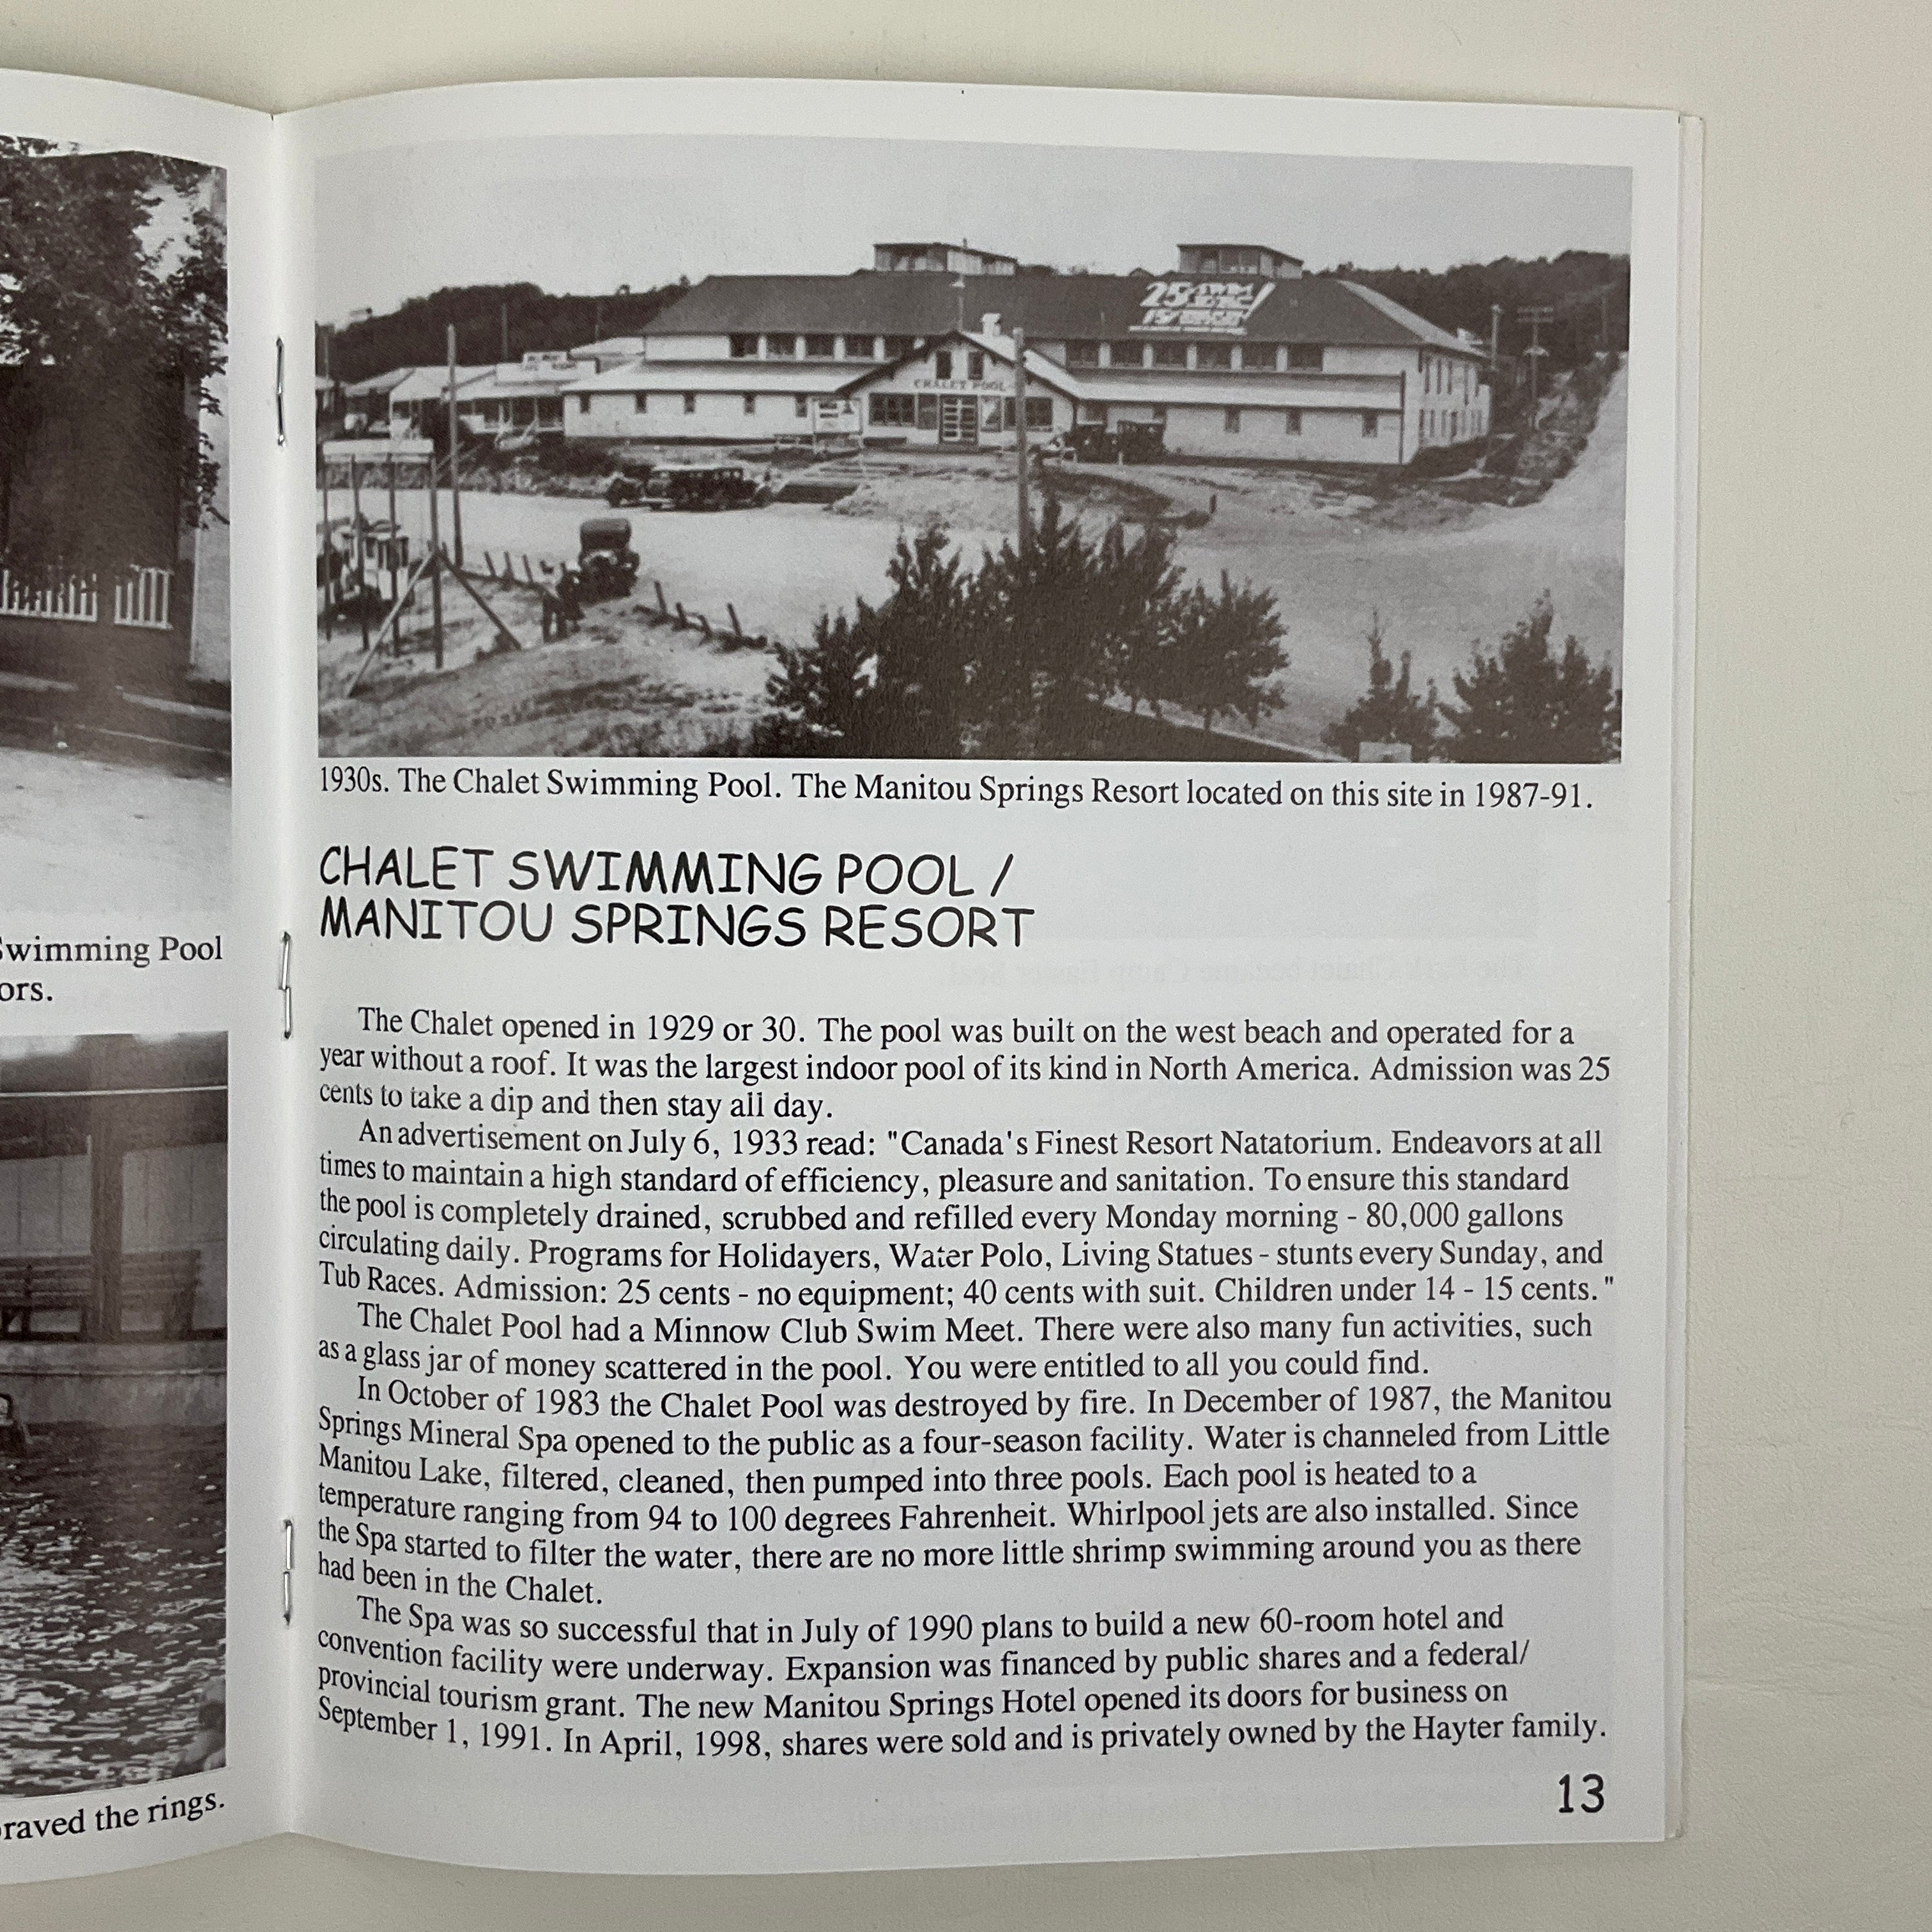 Swimming Pool
ors.
raved the rings.
25
CHALET POOL
1930s. The Chalet Swimming Pool. The Manitou Springs Resort located on this site in 1987-91.
CHALET SWIMMING POOL /
MANITOU SPRINGS RESORT
The Chalet opened in 1929 or 30. The pool was built on the west beach and operated for a
year without a roof. It was the largest indoor pool of its kind in North America. Admission was 25
cents to take a dip and then stay all day.
An advertisement on July 6, 1933 read: "Canada's Finest Resort Natatorium. Endeavors at all
times to maintain a high standard of efficiency, pleasure and sanitation. To ensure this standard
the pool is completely drained, scrubbed and refilled every Monday morning - 80,000 gallons
circulating daily. Programs for Holidayers, Water Polo, Living Statues - stunts every Sunday, and
Tub Races. Admission: 25 cents - no equipment; 40 cents with suit. Children under 14 - 15 cents."
The Chalet Pool had a Minnow Club Swim Meet. There were also many fun activities, such
as a glass jar of money scattered in the pool. You were entitled to all you could find.
In October of 1983 the Chalet Pool was destroyed by fire. In December of 1987, the Manitou
Springs Mineral Spa opened to the public as a four-season facility. Water is channeled from Little
Manitou Lake, filtered, cleaned, then pumped into three pools. Each pool is heated to a
temperature ranging from 94 to 100 degrees Fahrenheit. Whirlpool jets are also installed. Since
the Spa started to filter the water, there are no more little shrimp swimming around you as there
had been in the Chalet.
The Spa was so successful that in July of 1990 plans to build a new 60-room hotel and
convention facility were underway. Expansion was financed by public shares and a federal/
provincial tourism grant. The new Manitou Springs Hotel opened its doors for business on
September 1, 1991. In April, 1998, shares were sold and is privately owned by the Hayter family.
13